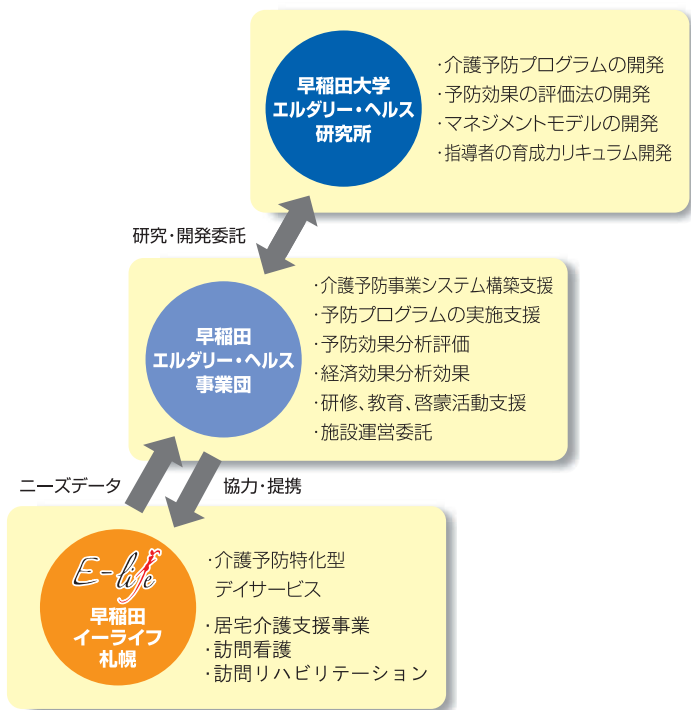 早稲田大学
エルダリー・ヘルス
研究所
・介護予防プログラムの開発
・予防効果の評価法の開発
・マネジメントモデルの開発
・指導者の育成カリキュラム開発
研究・開発委託
早稲田
エルダリー・ヘルス
事業団
・介護予防事業システム構築支援
・予防プログラムの実施支援
・予防効果分析評価
・経済効果分析効果
・研修、教育、啓蒙活動支援
・施設運営委託
ニーズデータ
協力・提携
E-life
早稲田
イーライフ
札幌
・介護予防特化型
デイサービス
・居宅介護支援事業
・訪問看護
・訪問リハビリテーション